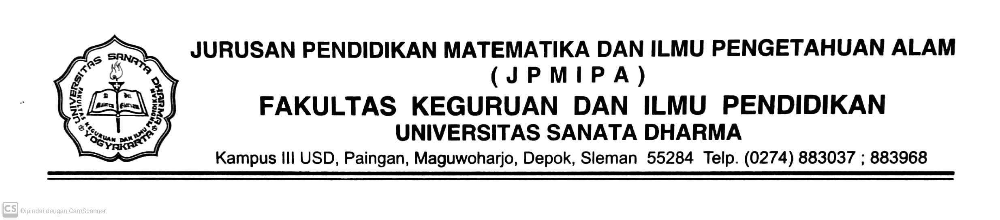 UNIVERSITAS SANATA DHARMA
FAKULTAS KEGURUAN DAN ILMU PENDIDIKAN
YOGYAKARTA
JURUSAN PENDIDIKAN MATEMATIKA DAN ILMU PENGETAHUAN ALAM
( J P M I P A )
FAKULTAS KEGURUAN DAN ILMU PENDIDIKAN
UNIVERSITAS SANATA DHARMA
Kampus III USD, Paingan, Maguwoharjo, Depok, Sleman 55284 Telp. (0274) 883037 ; 883968
CS Dipindai dengan CamScanner